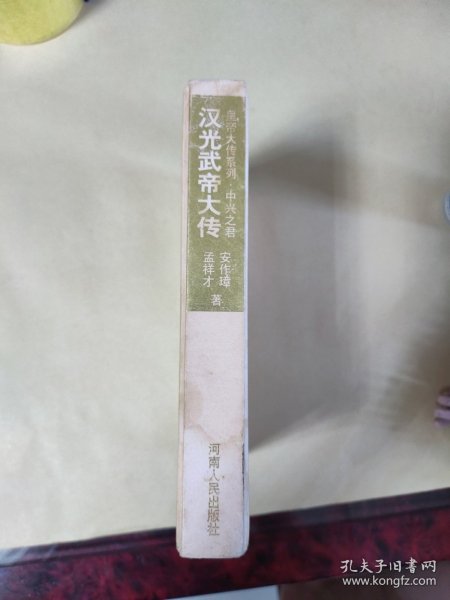 皇帝大传系列·中兴之君
汉光武帝大传
安作璋
孟祥才
著
河南人民出版社
孔夫子旧书网
www.kongfz.com